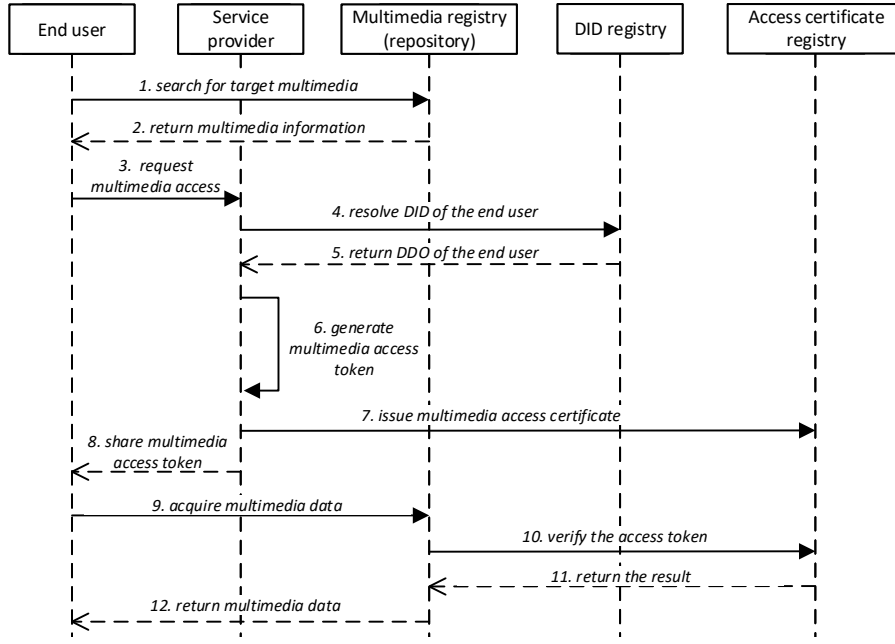 End user
Service
provider
Multimedia registry
(repository)
DID registry
Access certificate
registry
1. search for target multimedia
2. return multimedia information
3. request
multimedia access
4. resolve DID of the end user
5. return DDO of the end user
6. generate
multimedia access
token
7. issue multimedia access certificate
8. share multimedia
access token
9. acquire multimedia data
10. verify the access token
11. return the result
12. return multimedia data